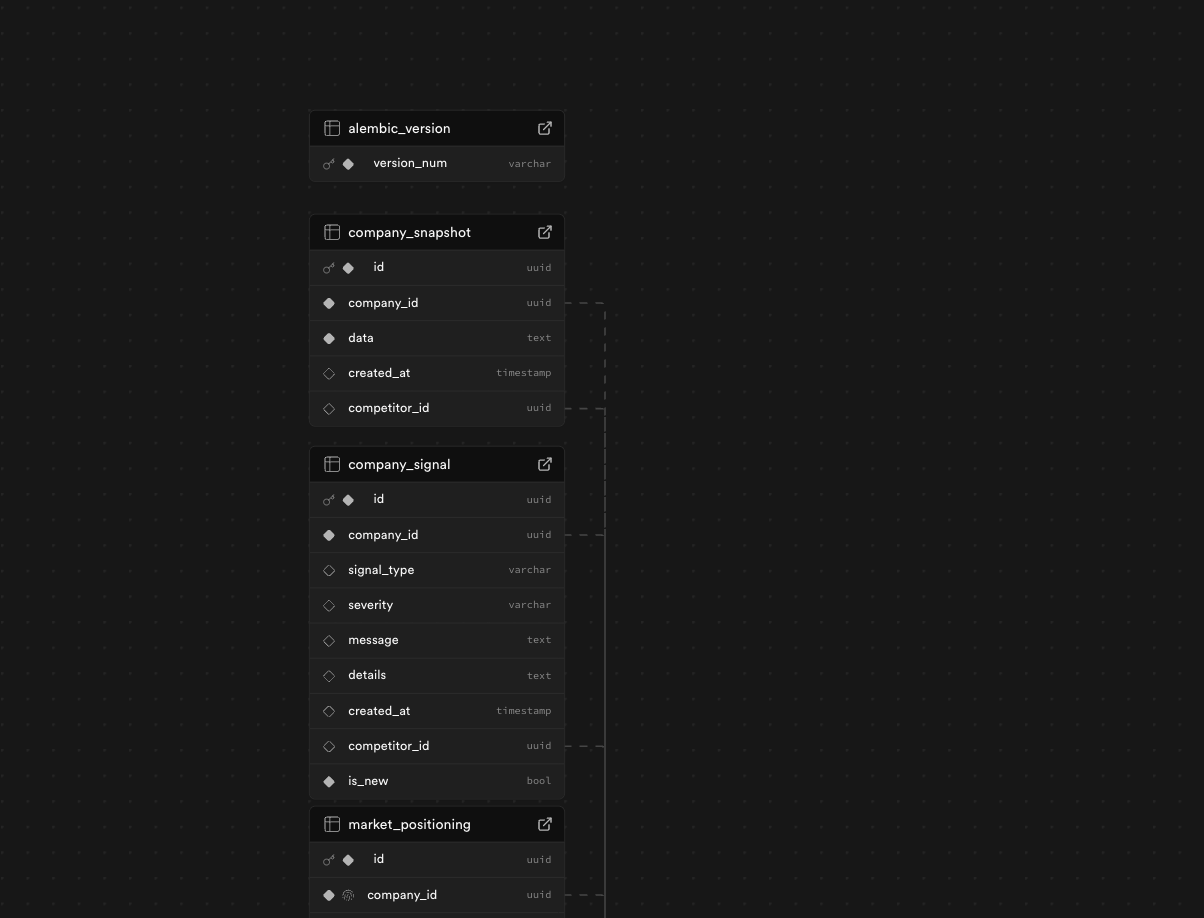 alembic_version
version_num varchar
company_snapshot
id uuid
company_id uuid
data text
created_at timestamp
competitor_id uuid
company_signal
id uuid
company_id uuid
signal_type varchar
severity varchar
message text
details text
created_at timestamp
competitor_id uuid
is_new bool
market_positioning
id uuid
company_id uuid